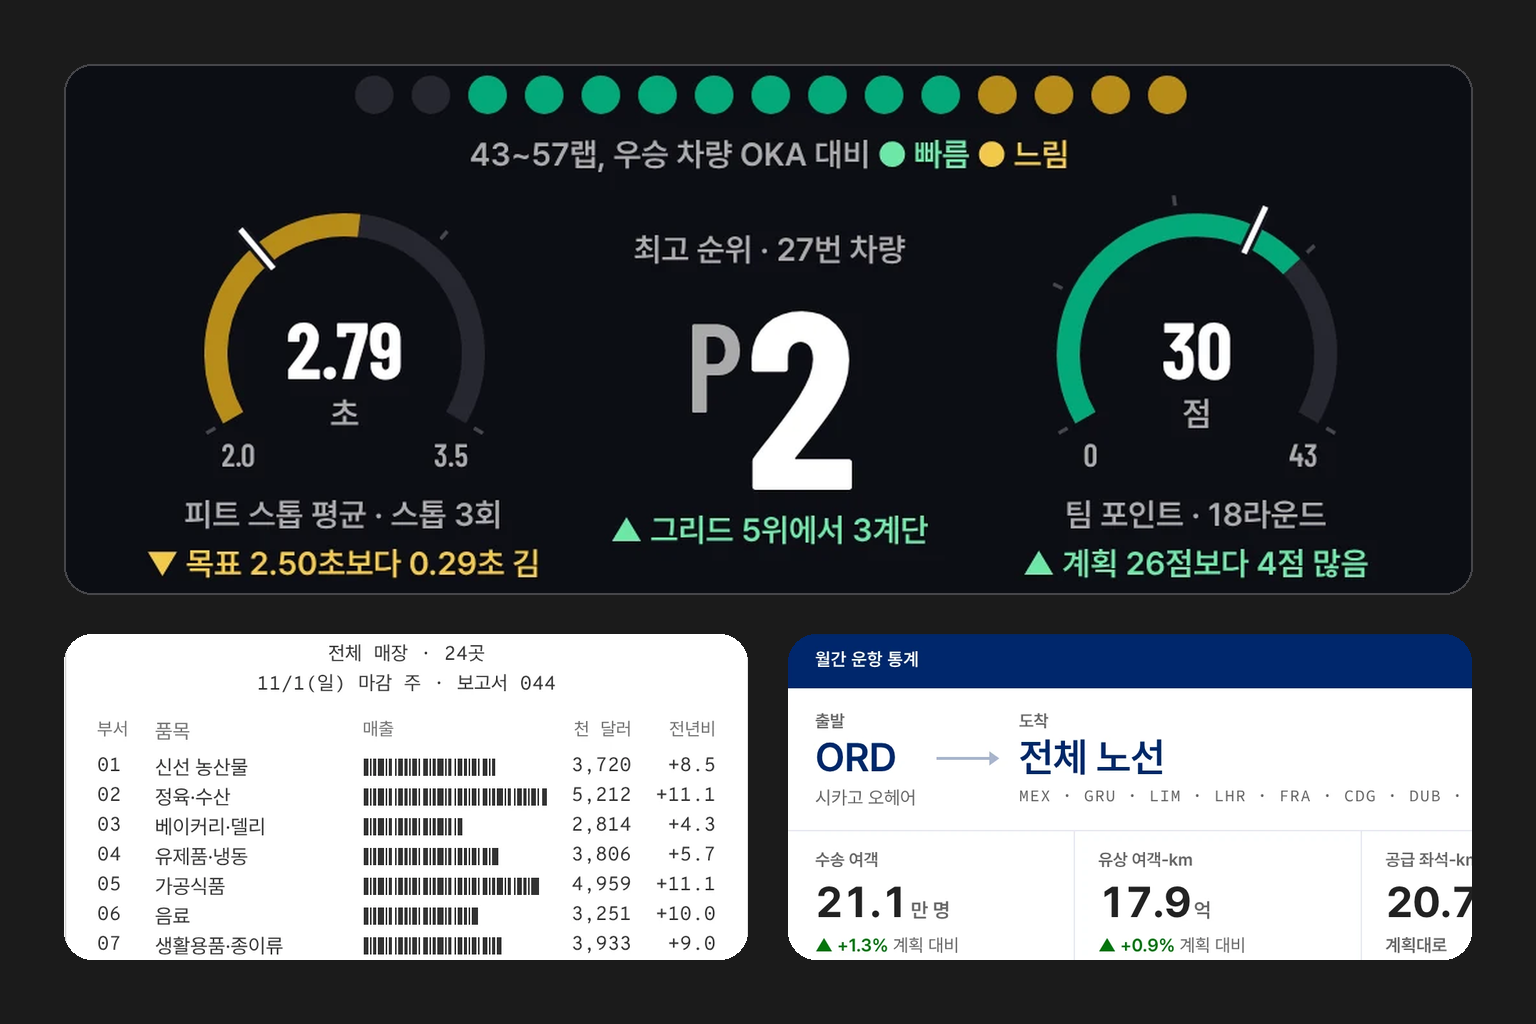 43~57랩, 우승 차량 OKA 대비 빠름 느림
2.79
초
2.0 3.5
피트 스톱 평균 · 스톱 3회
▼ 목표 2.50초보다 0.29초 김
최고 순위 · 27번 차량
P2
▲ 그리드 5위에서 3계단
30
점
0 43
팀 포인트 · 18라운드
▲ 계획 26점보다 4점 많음
전체 매장 · 24곳
11/1(일) 마감 주 · 보고서 044
부서 품목 매출 천 달러 전년비
01 신선 농산물 3,720 +8.5
02 정육·수산 5,212 +11.1
03 베이커리·델리 2,814 +4.3
04 유제품·냉동 3,806 +5.7
05 가공식품 4,959 +11.1
06 음료 3,251 +10.0
07 생활용품·종이류 3,933 +9.0
월간 운항 통계
출발
ORD
시카고 오헤어
도착
전체 노선
MEX · GRU · LIM · LHR · FRA · CDG · DUB ·
수송 여객
21.1만 명
▲ +1.3% 계획 대비
유상 여객-km
17.9억
▲ +0.9% 계획 대비
공급 좌석-km
20.7
계획대로